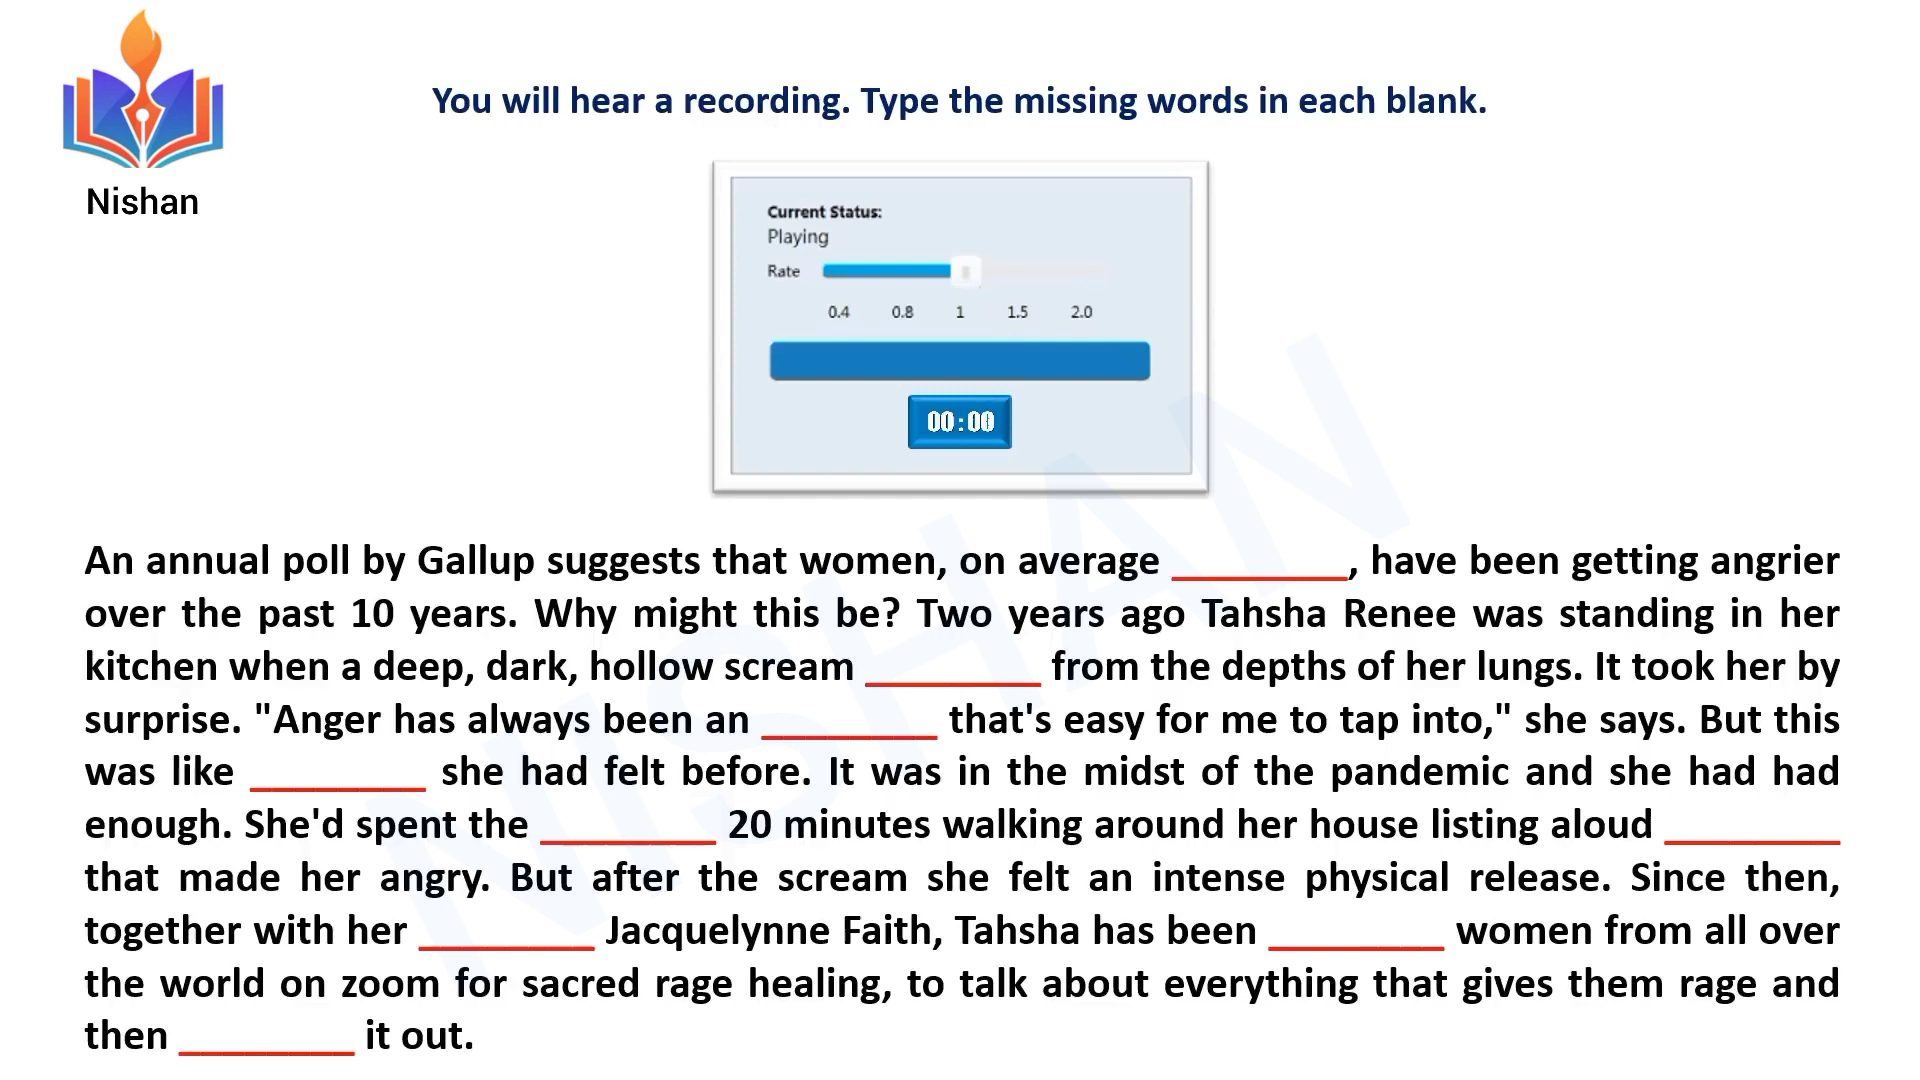 You will hear a recording. Type the missing words in each blank.
Nishan
Current Status:
Playing
Rate
0.4 0.8 1 1.5 2.0
00:00
An annual poll by Gallup suggests that women, on average ________, have been getting angrier
over the past 10 years. Why might this be? Two years ago Tahsha Renee was standing in her
kitchen when a deep, dark, hollow scream ________ from the depths of her lungs. It took her by
surprise. "Anger has always been an ________ that's easy for me to tap into," she says. But this
was like ________ she had felt before. It was in the midst of the pandemic and she had had
enough. She'd spent the ________ 20 minutes walking around her house listing aloud ________
that made her angry. But after the scream she felt an intense physical release. Since then,
together with her ________ Jacquelynne Faith, Tahsha has been ________ women from all over
the world on zoom for sacred rage healing, to talk about everything that gives them rage and
then ________ it out.
NISHAN